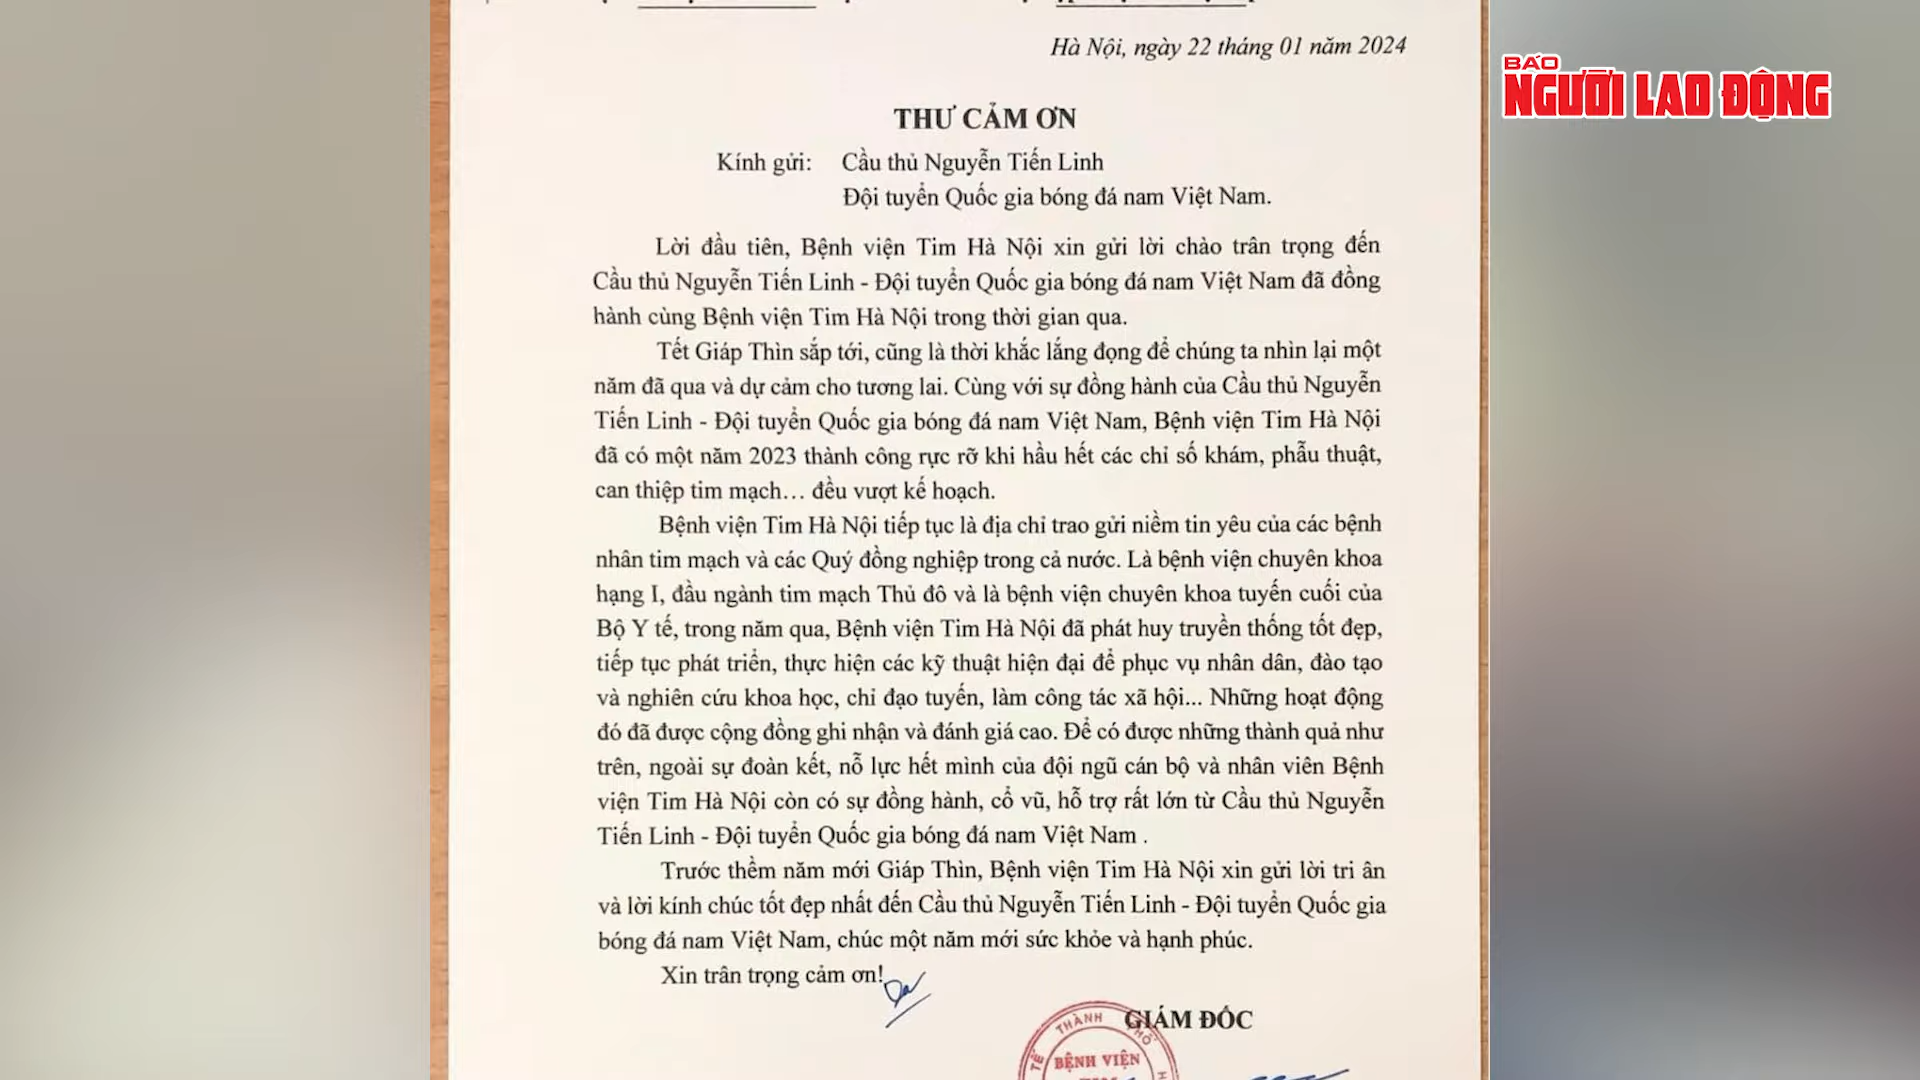 Hà Nội, ngày 22 tháng 01 năm 2024
BÁO
NGƯỜI LAO ĐỘNG
THƯ CẢM ƠN
Kính gửi: Cầu thủ Nguyễn Tiến Linh
Đội tuyển Quốc gia bóng đá nam Việt Nam.
Lời đầu tiên, Bệnh viện Tim Hà Nội xin gửi lời chào trân trọng đến
Cầu thủ Nguyễn Tiến Linh - Đội tuyển Quốc gia bóng đá nam Việt Nam đã đồng
hành cùng Bệnh viện Tim Hà Nội trong thời gian qua.
Tết Giáp Thìn sắp tới, cũng là thời khắc lắng đọng để chúng ta nhìn lại một
năm đã qua và dự cảm cho tương lai. Cùng với sự đồng hành của Cầu thủ Nguyễn
Tiến Linh - Đội tuyển Quốc gia bóng đá nam Việt Nam, Bệnh viện Tim Hà Nội
đã có một năm 2023 thành công rực rỡ khi hầu hết các chỉ số khám, phẫu thuật,
can thiệp tim mạch… đều vượt kế hoạch.
Bệnh viện Tim Hà Nội tiếp tục là địa chỉ trao gửi niềm tin yêu của các bệnh
nhân tim mạch và các Quý đồng nghiệp trong cả nước. Là bệnh viện chuyên khoa
hạng I, đầu ngành tim mạch Thủ đô và là bệnh viện chuyên khoa tuyến cuối của
Bộ Y tế, trong năm qua, Bệnh viện Tim Hà Nội đã phát huy truyền thống tốt đẹp,
tiếp tục phát triển, thực hiện các kỹ thuật hiện đại để phục vụ nhân dân, đào tạo
và nghiên cứu khoa học, chỉ đạo tuyến, làm công tác xã hội... Những hoạt động
đó đã được cộng đồng ghi nhận và đánh giá cao. Để có được những thành quả như
trên, ngoài sự đoàn kết, nỗ lực hết mình của đội ngũ cán bộ và nhân viên Bệnh
viện Tim Hà Nội còn có sự đồng hành, cổ vũ, hỗ trợ rất lớn từ Cầu thủ Nguyễn
Tiến Linh - Đội tuyển Quốc gia bóng đá nam Việt Nam .
Trước thềm năm mới Giáp Thìn, Bệnh viện Tim Hà Nội xin gửi lời tri ân
và lời kính chúc tốt đẹp nhất đến Cầu thủ Nguyễn Tiến Linh - Đội tuyển Quốc gia
bóng đá nam Việt Nam, chúc một năm mới sức khỏe và hạnh phúc.
Xin trân trọng cảm ơn!
GIÁM ĐỐC
TẾ THÀNH PHỐ H
BỆNH VIỆN